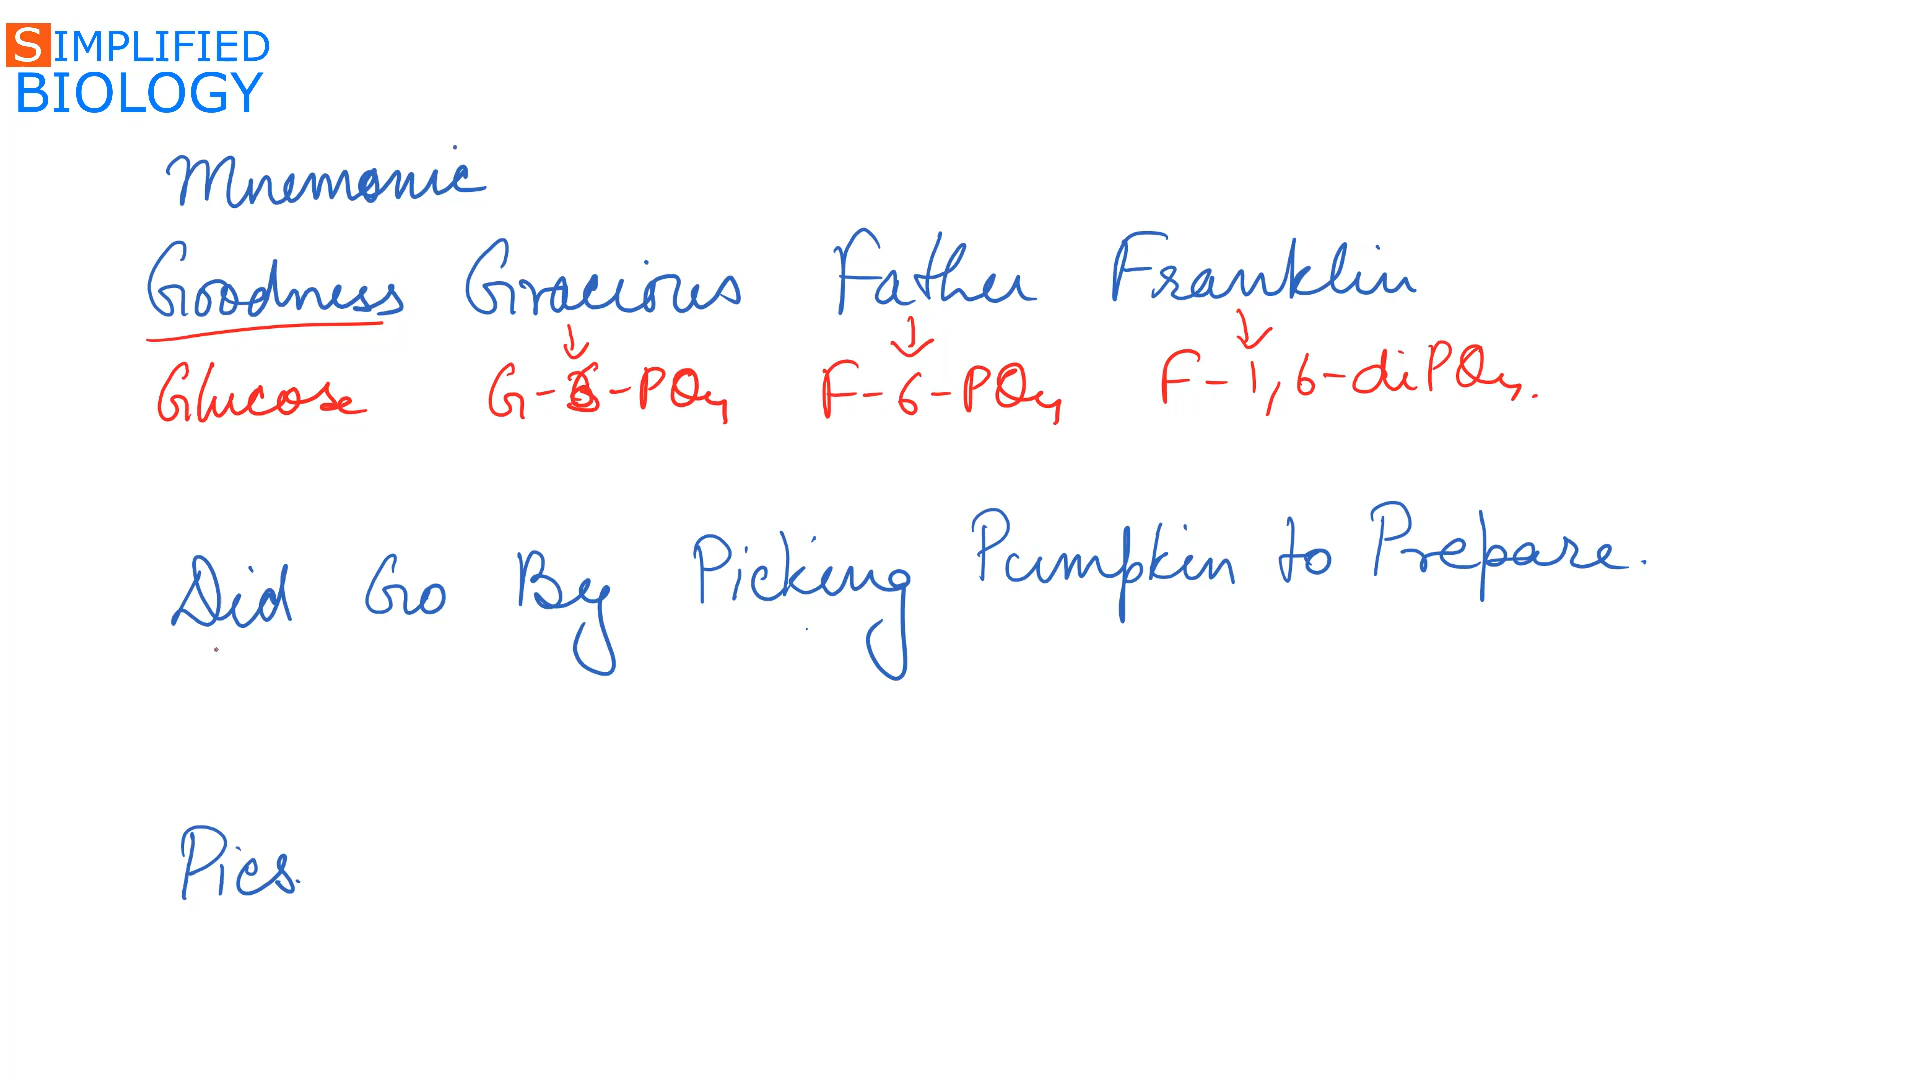 SIMPLIFIED
BIOLOGY
Mnemonic
Goodness Gracious Father Franklin
Glucose G-6-PO4 F-6-PO4 F-1,6-diPO4.
Did Go By Picking Pumpkin to Prepare.
Pies.